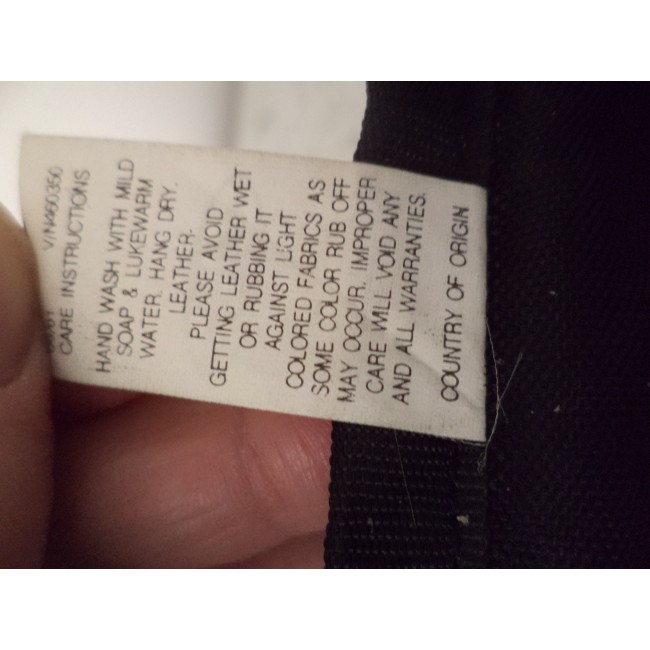 VIN460350
CARE INSTRUCTIONS
HAND WASH WITH MILD
SOAP & LUKEWARM
WATER. HANG DRY.
LEATHER-
PLEASE AVOID
GETTING LEATHER WET
OR RUBBING IT
AGAINST LIGHT
COLORED FABRICS AS
SOME COLOR RUB OFF
MAY OCCUR. IMPROPER
CARE WILL VOID ANY
AND ALL WARRANTIES.
COUNTRY OF ORIGIN